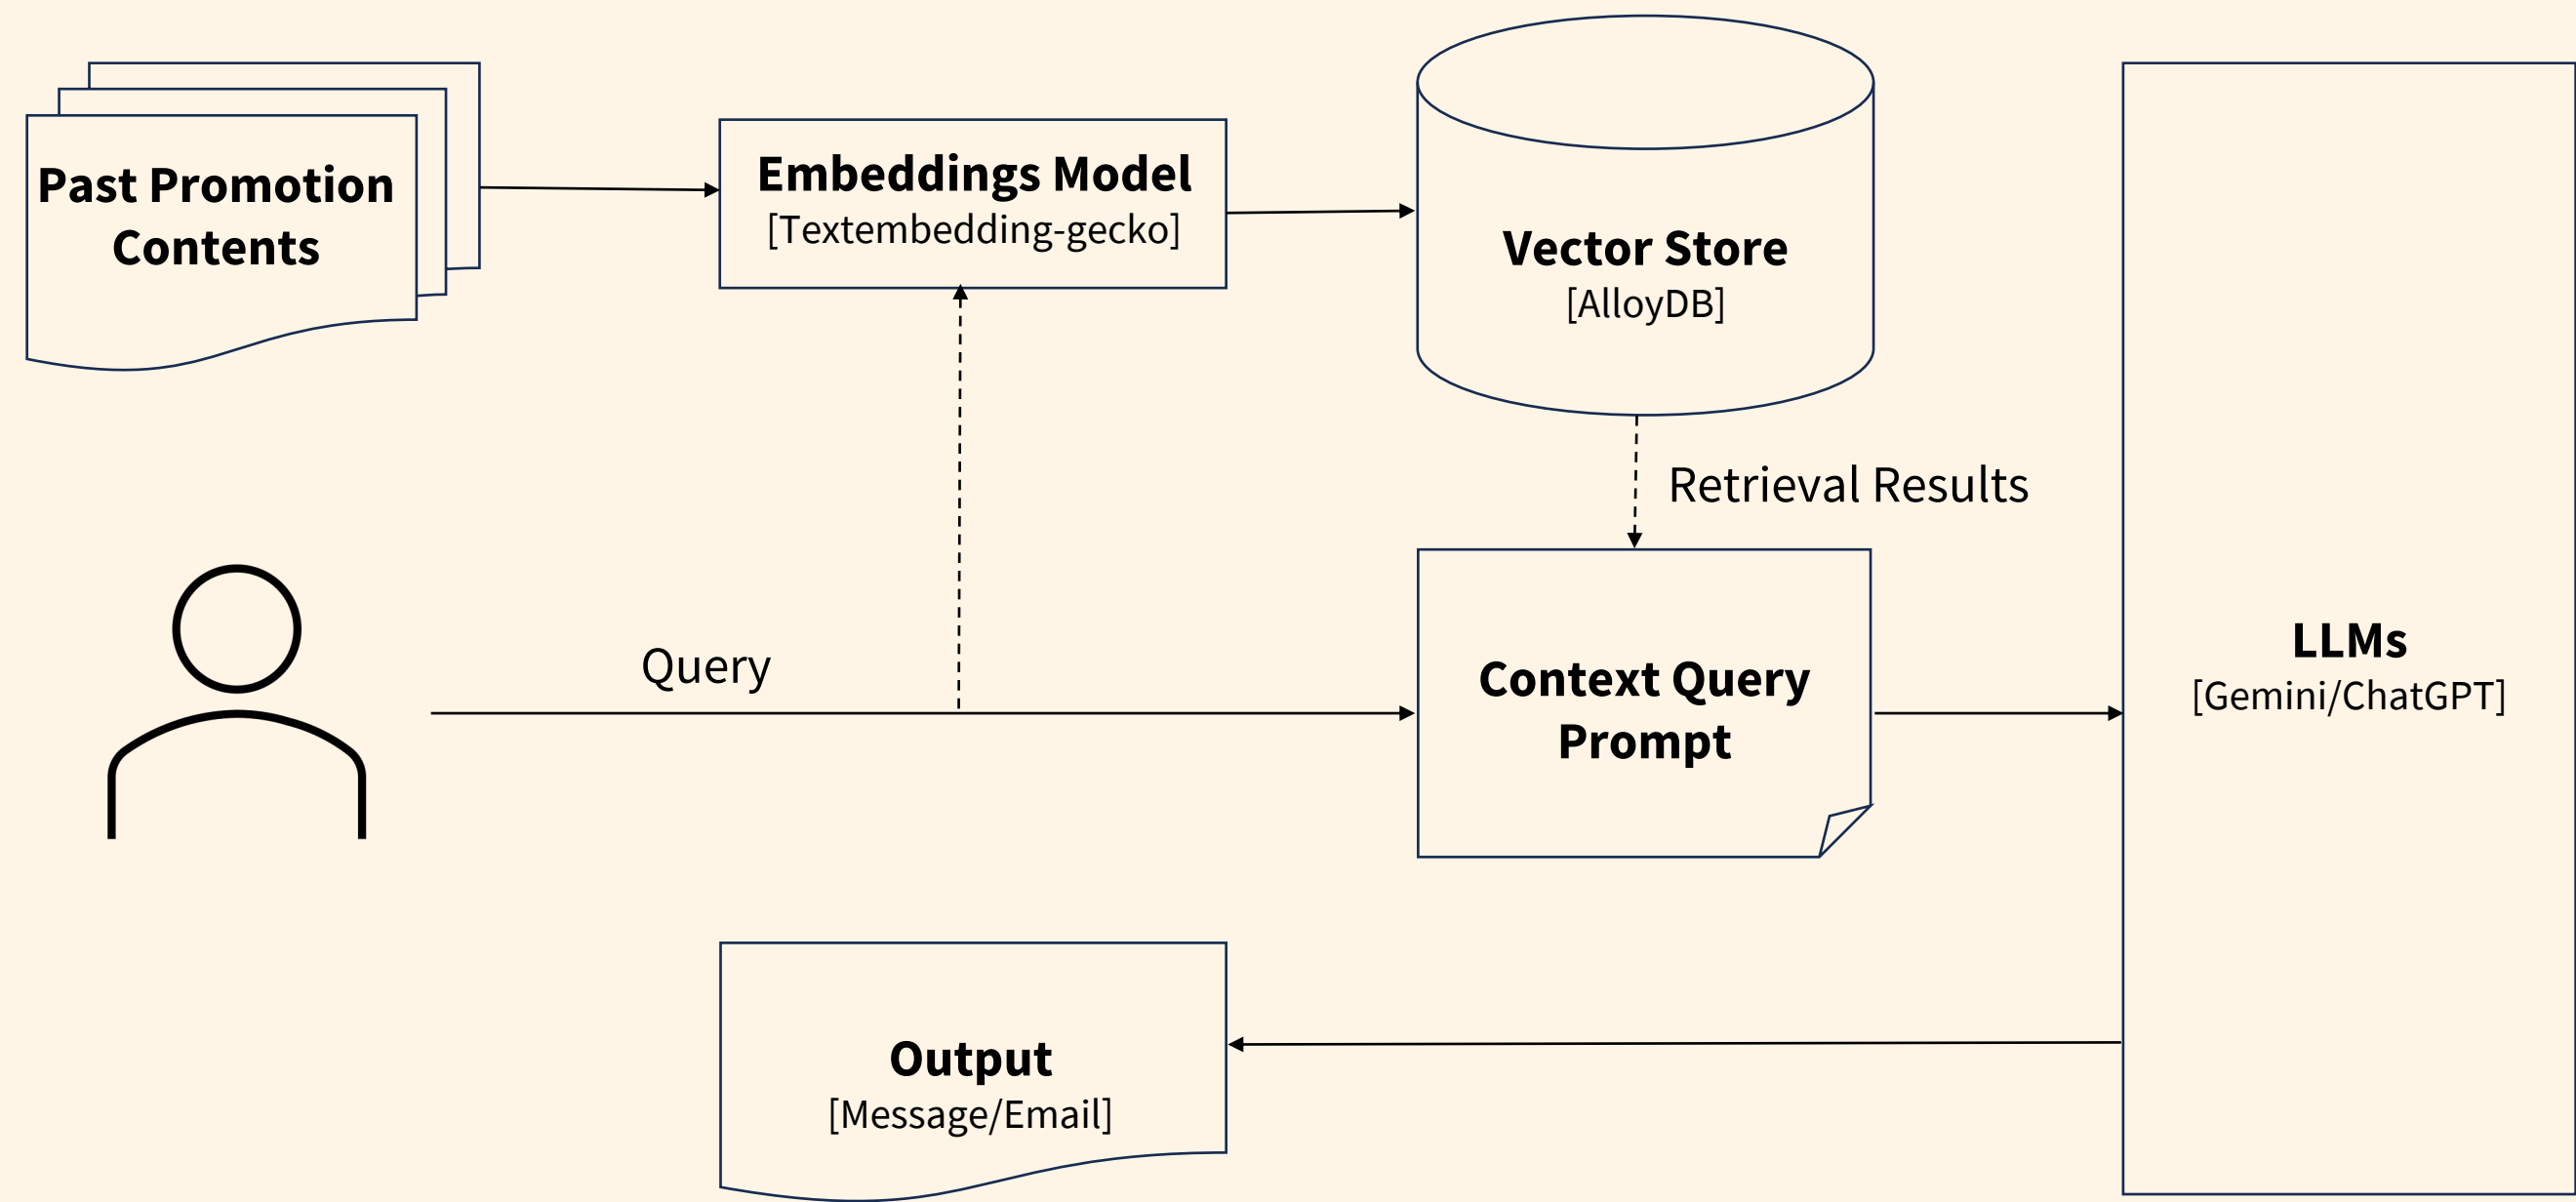 Past Promotion
Contents
Embeddings Model
[Textembedding-gecko]
Vector Store
[AlloyDB]
Retrieval Results
Query
Context Query
Prompt
LLMs
[Gemini/ChatGPT]
Output
[Message/Email]